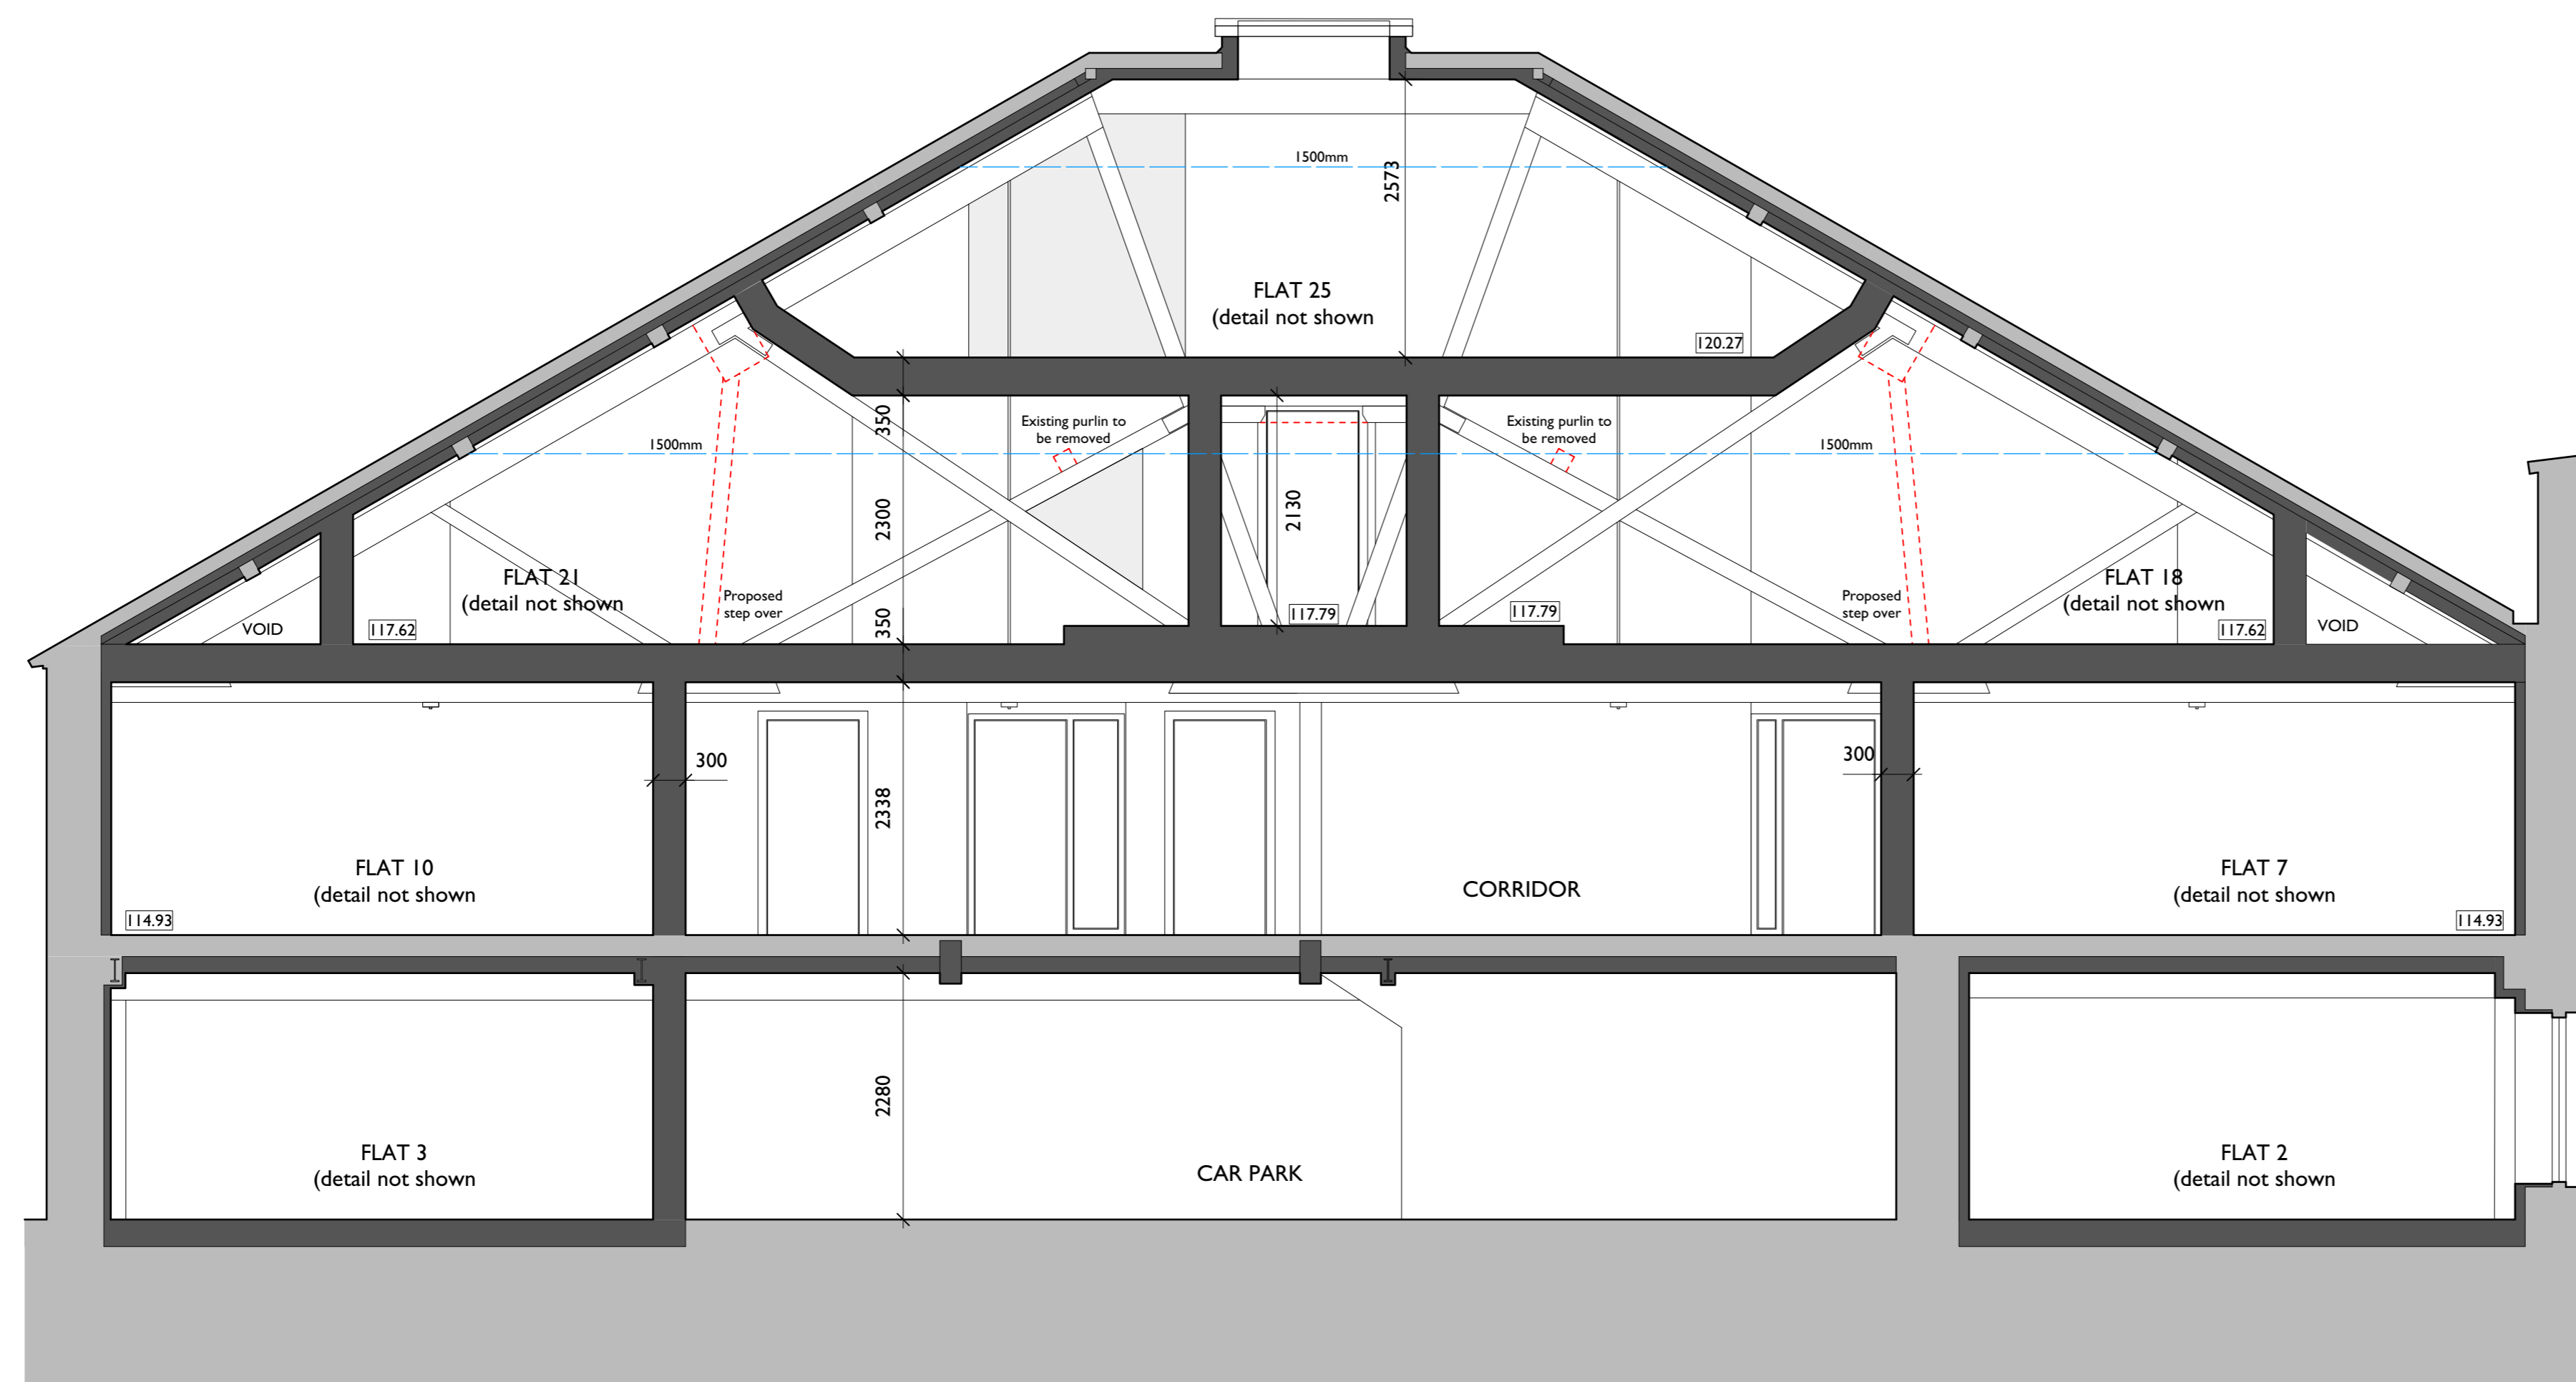 1500mm
2573
FLAT 25
(detail not shown
120.27
350
Existing purlin to
be removed
Existing purlin to
be removed
1500mm
1500mm
2300
2130
FLAT 21
(detail not shown
Proposed
step over
Proposed
step over
FLAT 18
(detail not shown
VOID
117.62
350
117.79
117.79
117.62
VOID
300
300
2338
FLAT 10
(detail not shown
CORRIDOR
FLAT 7
(detail not shown
114.93
114.93
2280
FLAT 3
(detail not shown
CAR PARK
FLAT 2
(detail not shown